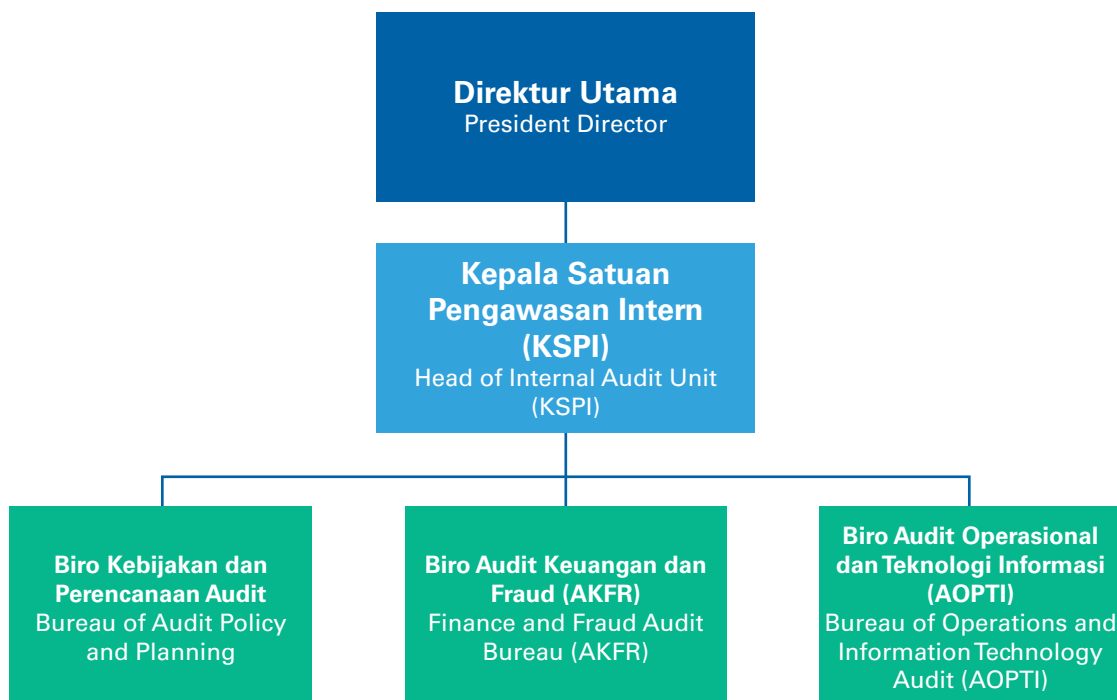 Direktur Utama
President Director
Kepala Satuan
Pengawasan Intern
(KSPI)
Head of Internal Audit Unit
(KSPI)
Biro Kebijakan dan
Perencanaan Audit
Bureau of Audit Policy
and Planning
Biro Audit Keuangan dan
Fraud (AKFR)
Finance and Fraud Audit
Bureau (AKFR)
Biro Audit Operasional
dan Teknologi Informasi
(AOPTI)
Bureau of Operations and
Information Technology
Audit (AOPTI)